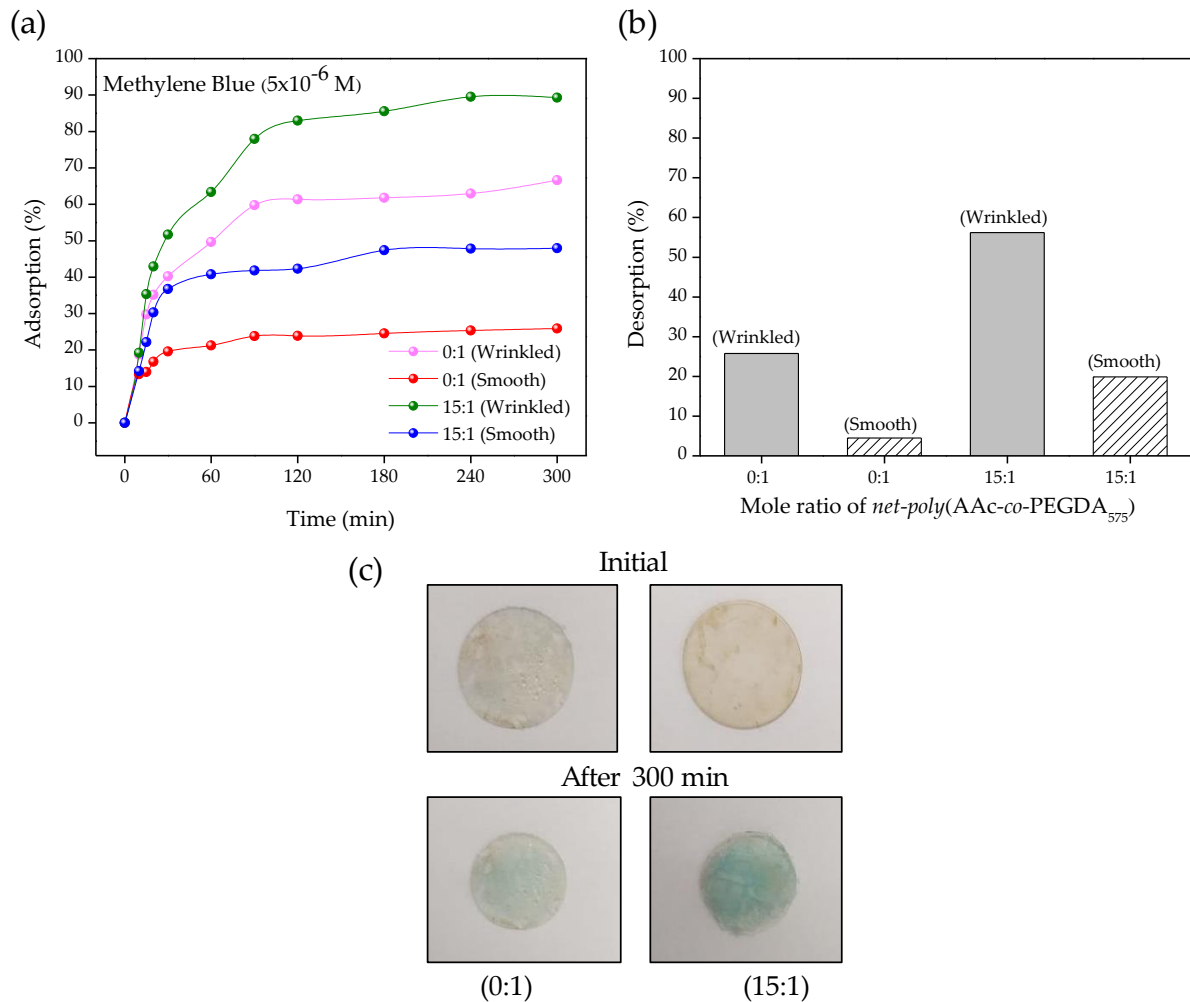 (a)
Methylene Blue (5x10⁻⁶ M)
100
90
80
70
60
50
40
30
20
10
0
Adsorption (%)
0:1 (Wrinkled)
0:1 (Smooth)
15:1 (Wrinkled)
15:1 (Smooth)
0 60 120 180 240 300
Time (min)
(b)
100
90
80
70
60
50
40
30
20
10
0
Desorption (%)
(Wrinkled)
(Smooth)
(Wrinkled)
(Smooth)
0:1 0:1 15:1 15:1
Mole ratio of net-poly(AAc-co-PEGDA₅₇₅)
(c)
Initial
After 300 min
(0:1) (15:1)